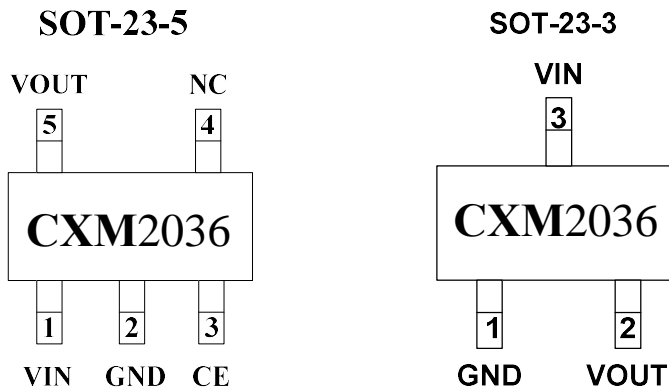 SOT-23-5
VOUT NC
5 4
CXM2036
1 2 3
VIN GND CE
SOT-23-3
VIN
3
CXM2036
1 2
GND VOUT